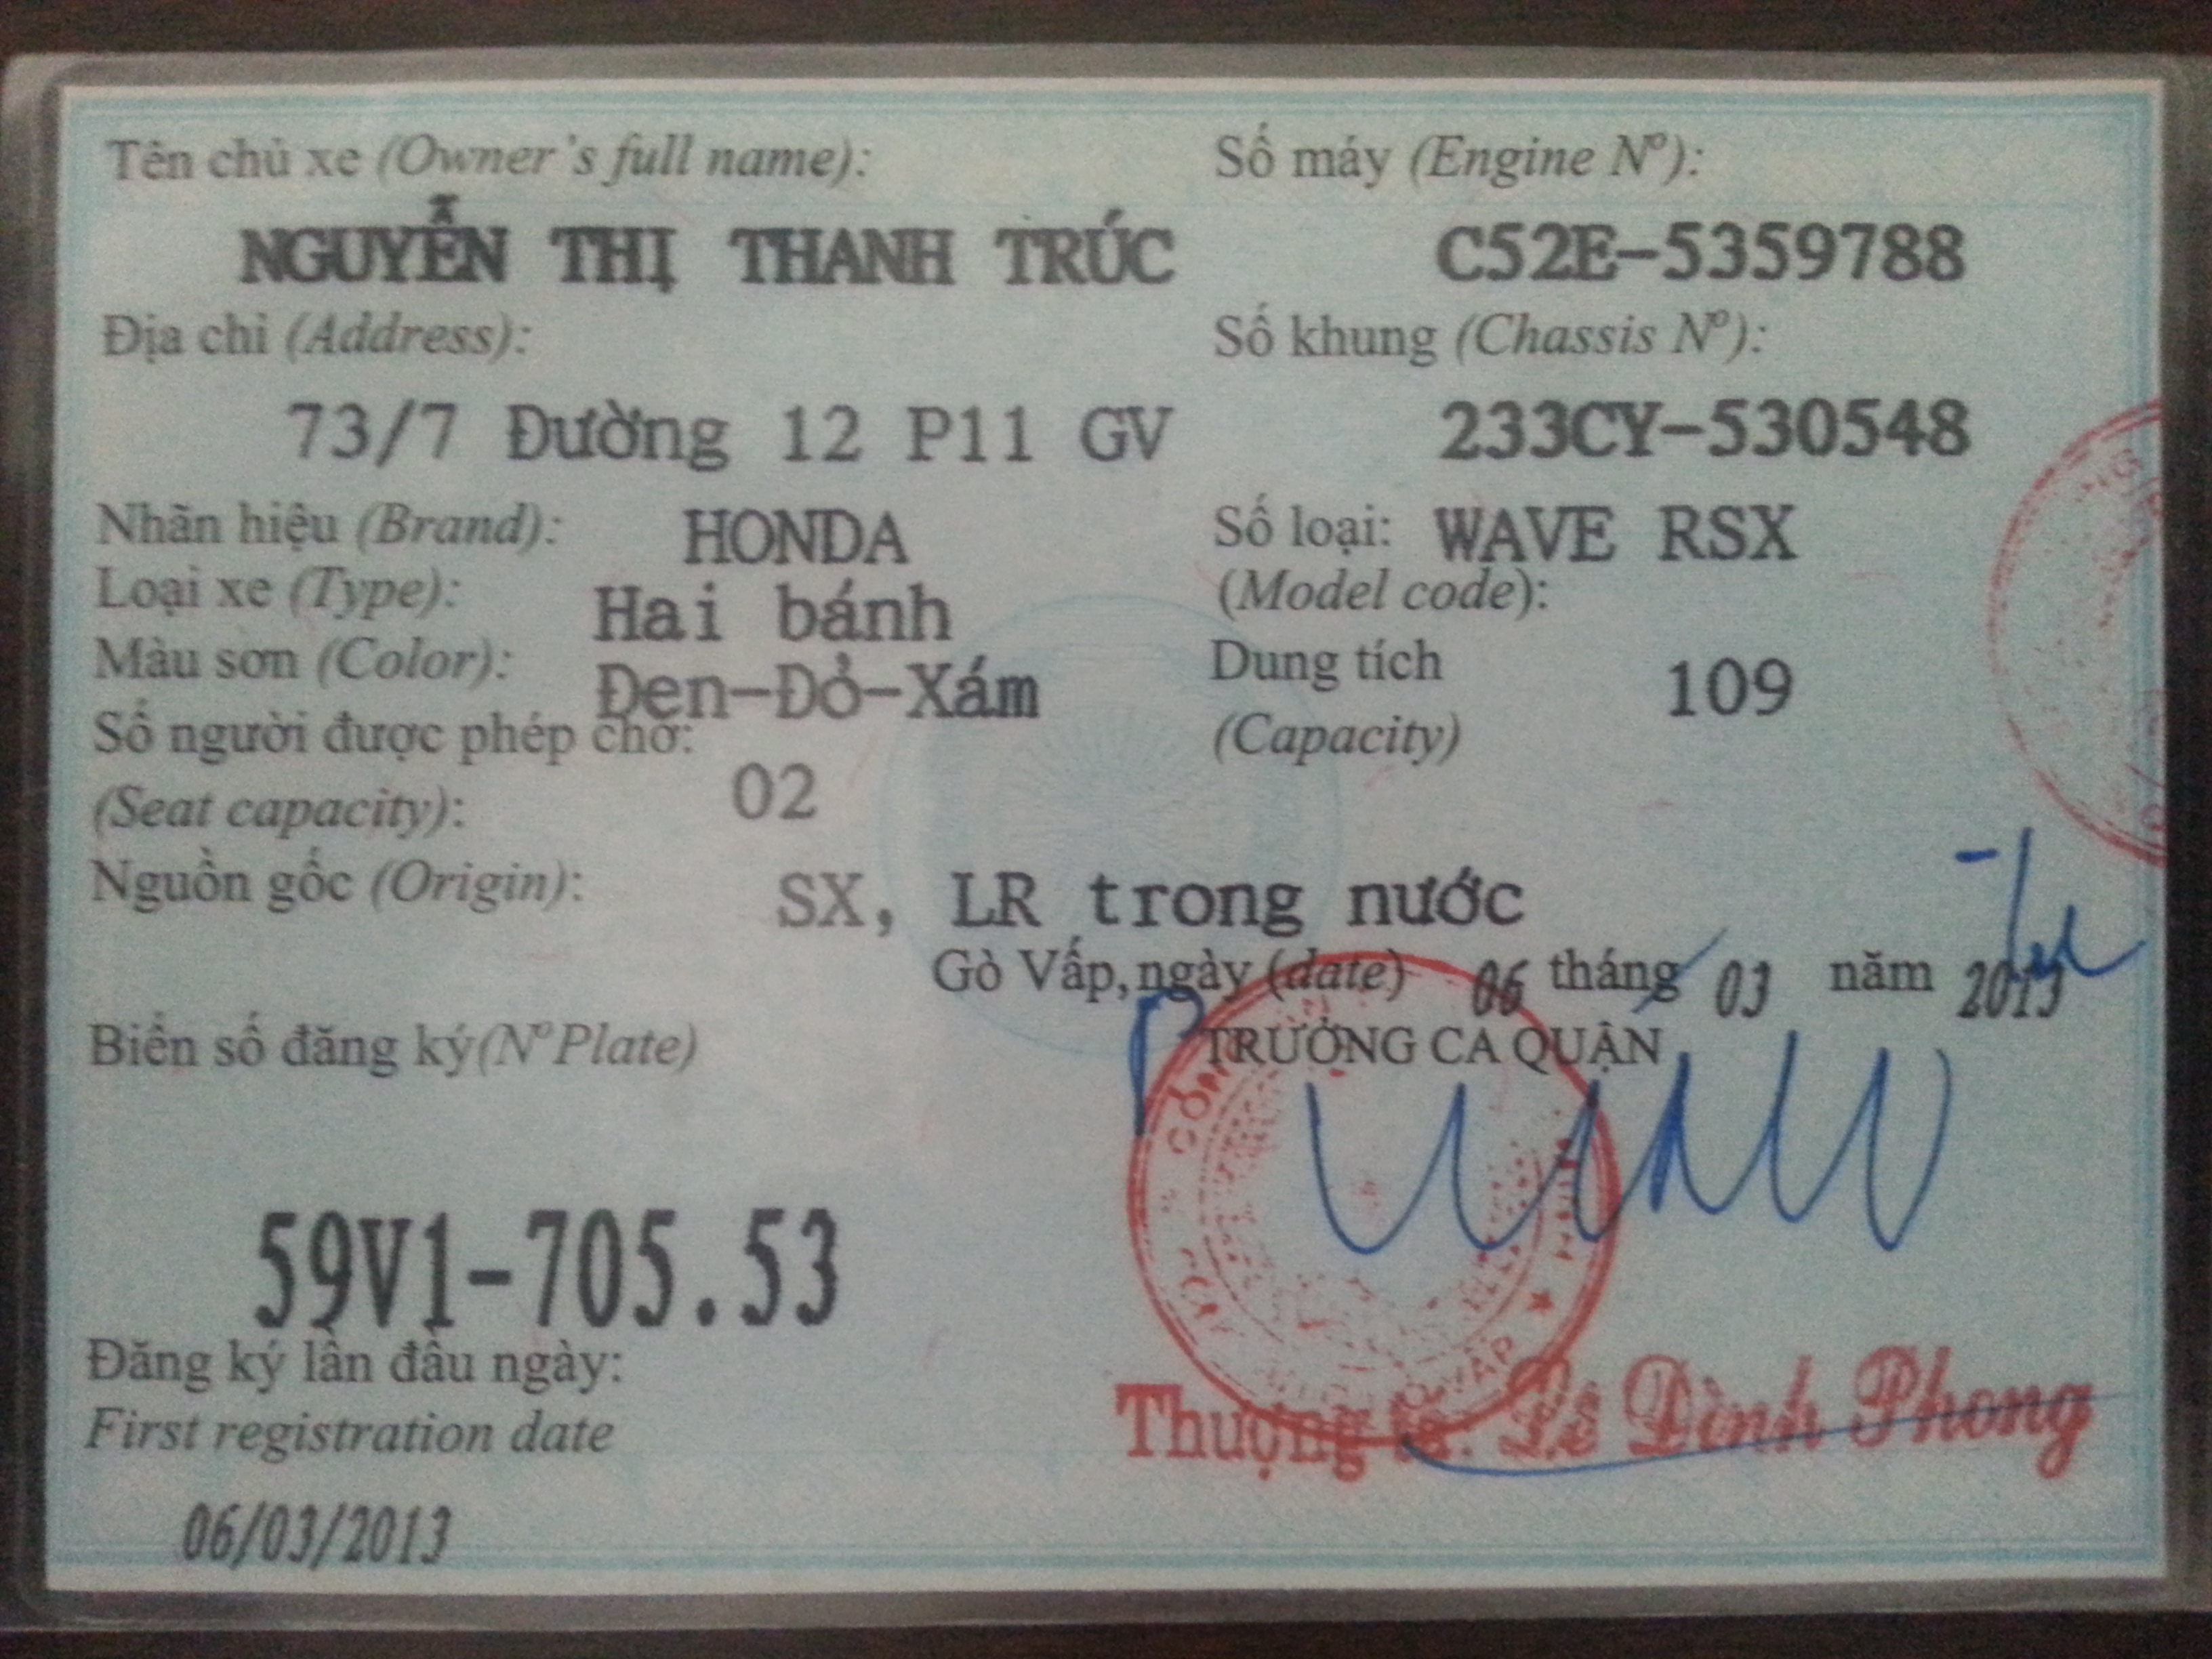 Tên chủ xe (Owner's full name):
NGUYỄN THỊ THANH TRÚC
Địa chỉ (Address):
73/7 Đường 12 P11 GV
Nhãn hiệu (Brand): HONDA
Loại xe (Type): Hai bánh
Màu sơn (Color): Đen-Đỏ-Xám
Số người được phép chở:
(Seat capacity): 02
Nguồn gốc (Origin): SX, LR trong nước
Số máy (Engine Nº):
C52E-5359788
Số khung (Chassis Nº):
233CY-530548
Số loại: WAVE RSX
(Model code):
Dung tích 109
(Capacity)
Gò Vấp, ngày (date) 06 tháng 03 năm 2013
TRƯỞNG CA QUẬN
Biển số đăng ký (Nº Plate)
59V1-705.53
Đăng ký lần đầu ngày:
First registration date
06/03/2013
Thượng tá. Lê Đình Phong